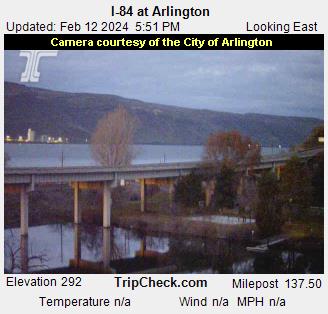 I-84 at Arlington
Updated: Feb 12 2024 5:51 PM Looking East
Camera courtesy of the City of Arlington
Elevation 292 TripCheck.com Milepost 137.50
Temperature n/a Wind n/a MPH n/a